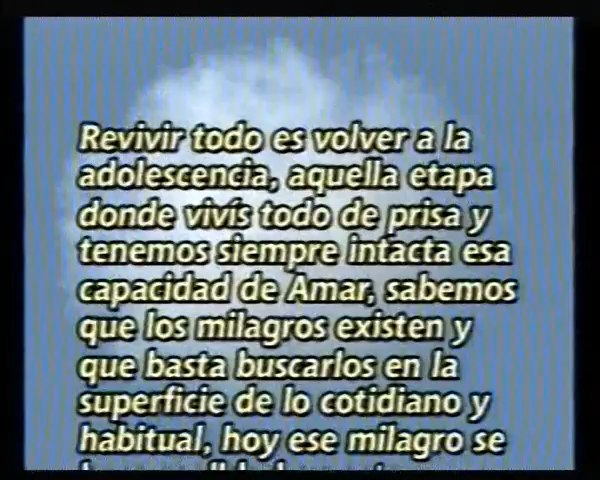 Revivir todo es volver a la
adolescencia, aquella etapa
donde vivís todo de prisa y
tenemos siempre intacta esa
capacidad de Amar, sabemos
que los milagros existen y
que basta buscarlos en la
superficie de lo cotidiano y
habitual, hoy ese milagro se